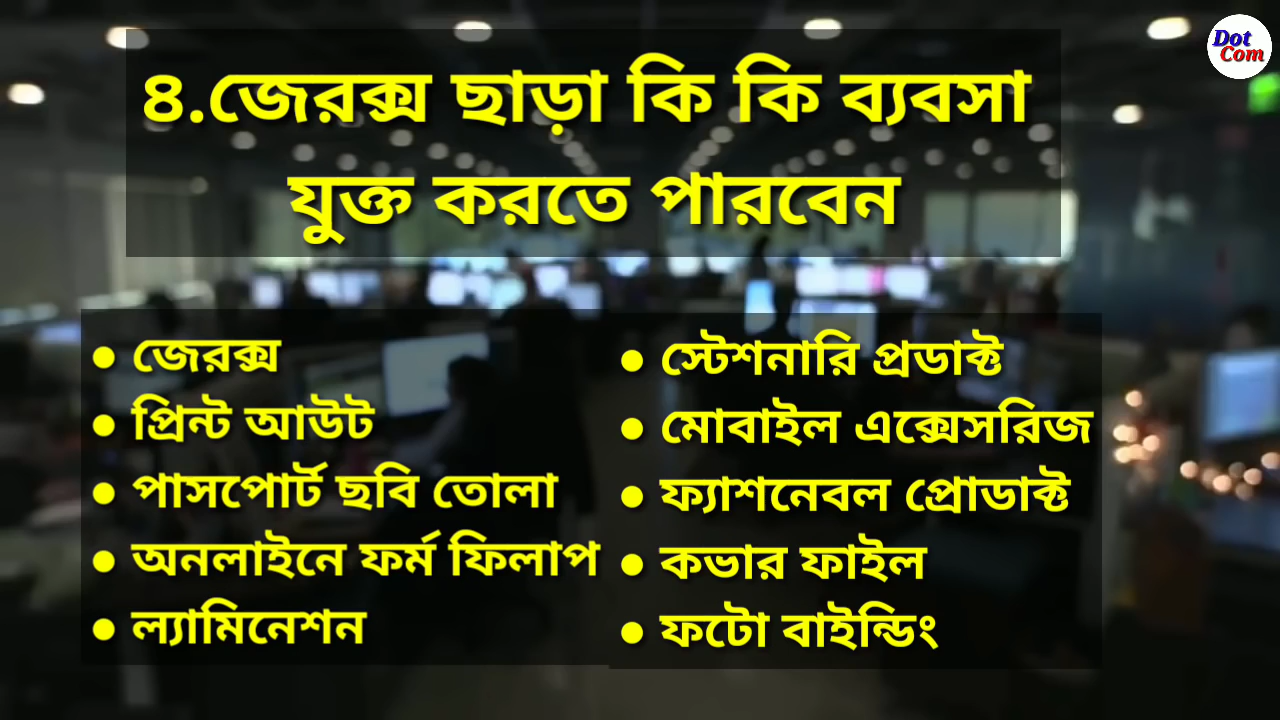 Dot
Com
৪.জেরক্স ছাড়া কি কি ব্যবসা
যুক্ত করতে পারবেন
• জেরক্স
• প্রিন্ট আউট
• পাসপোর্ট ছবি তোলা
• অনলাইনে ফর্ম ফিলাপ
• ল্যামিনেশন
• স্টেশনারি প্রডাক্ট
• মোবাইল এক্সেসরিজ
• ফ্যাশনেবল প্রোডাক্ট
• কভার ফাইল
• ফটো বাইন্ডিং